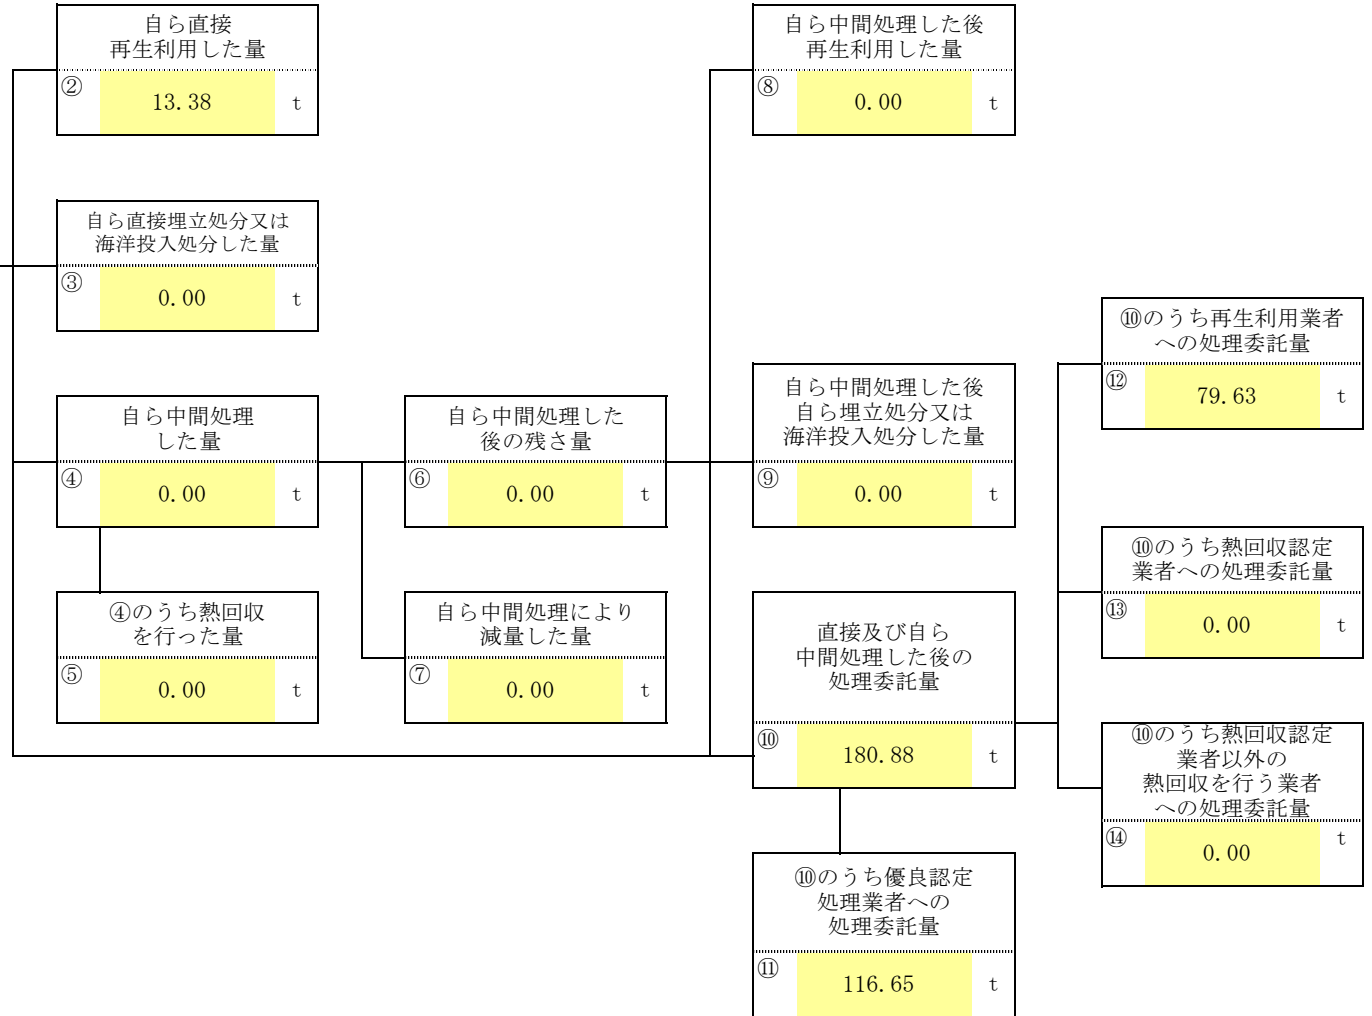 自ら直接
再生利用した量
② 13.38 t
自ら直接埋立処分又は
海洋投入処分した量
③ 0.00 t
自ら中間処理
した量
④ 0.00 t
④のうち熱回収
を行った量
⑤ 0.00 t
自ら中間処理した
後の残さ量
⑥ 0.00 t
自ら中間処理により
減量した量
⑦ 0.00 t
自ら中間処理した後
再生利用した量
⑧ 0.00 t
自ら中間処理した後
自ら埋立処分又は
海洋投入処分した量
⑨ 0.00 t
直接及び自ら
中間処理した後の
処理委託量
⑩ 180.88 t
⑩のうち優良認定
処理業者への
処理委託量
⑪ 116.65 t
⑩のうち再生利用業者
への処理委託量
⑫ 79.63 t
⑩のうち熱回収認定
業者への処理委託量
⑬ 0.00 t
⑩のうち熱回収認定
業者以外の
熱回収を行う業者
への処理委託量
⑭ 0.00 t